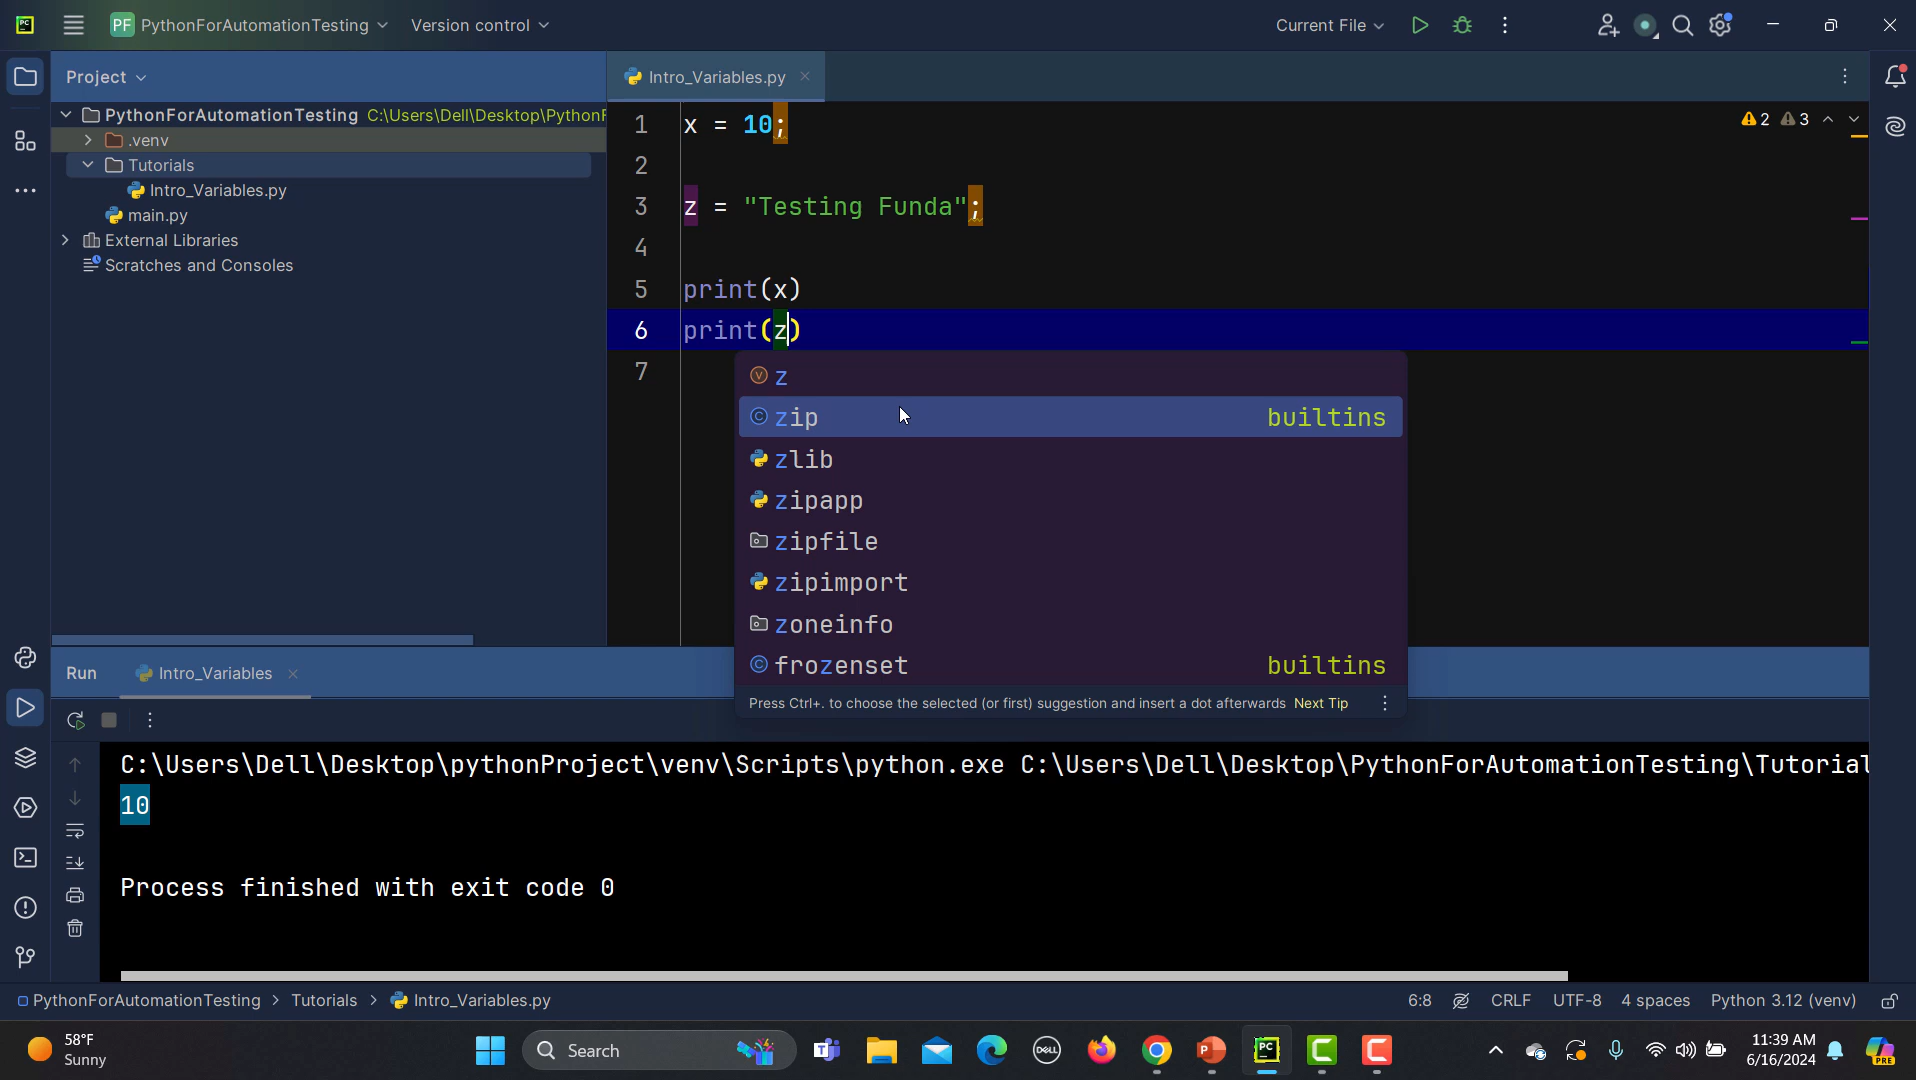 PC
PF PythonForAutomationTesting
Version control
Current File
Project
PythonForAutomationTesting C:\Users\Dell\Desktop\PythonF
.venv
Tutorials
Intro_Variables.py
main.py
External Libraries
Scratches and Consoles
Intro_Variables.py
1 x = 10;
2
3 z = "Testing Funda";
4
5 print(x)
6 print(z)
7
2 3
z
zip builtins
zlib
zipapp
zipfile
zipimport
zoneinfo
frozenset builtins
Press Ctrl+. to choose the selected (or first) suggestion and insert a dot afterwards Next Tip
Run Intro_Variables
C:\Users\Dell\Desktop\pythonProject\venv\Scripts\python.exe C:\Users\Dell\Desktop\PythonForAutomationTesting\Tutorial
10
Process finished with exit code 0
PythonForAutomationTesting > Tutorials > Intro_Variables.py
6:8 CRLF UTF-8 4 spaces Python 3.12 (venv)
58°F
Sunny
Search
DELL
PC
PRE
11:39 AM
6/16/2024